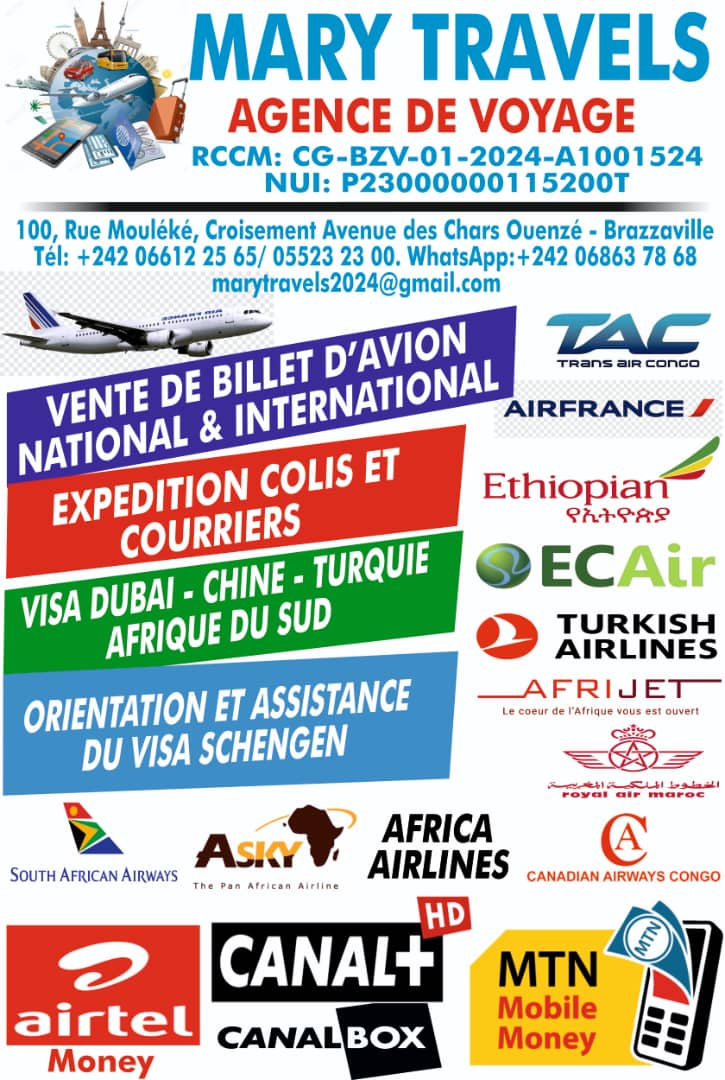 MARY TRAVELS
AGENCE DE VOYAGE
RCCM: CG-BZV-01-2024-A1001524
NUI: P23000000115200T
100, Rue Mouléké, Croisement Avenue des Chars Ouenzé - Brazzaville
Tél: +242 06612 25 65/ 05523 23 00. WhatsApp:+242 06863 78 68
marytravels2024@gmail.com
AIR FRANCE
VENTE DE BILLET D'AVION
NATIONAL & INTERNATIONAL
EXPEDITION COLIS ET
COURRIERS
VISA DUBAI - CHINE - TURQUIE
AFRIQUE DU SUD
ORIENTATION ET ASSISTANCE
DU VISA SCHENGEN
TAC
TRANS AIR CONGO
AIRFRANCE
Ethiopian
የኢትዮጵያ
ECAir
TURKISH
AIRLINES
AFRIJET
Le coeur de l'Afrique vous est ouvert
الخطوط الملكية المغربية
royal air maroc
SOUTH AFRICAN AIRWAYS
ASKY
The Pan African Airline
AFRICA
AIRLINES
CA
CANADIAN AIRWAYS CONGO
airtel
Money
CANAL+
HD
CANALBOX
MTN
Mobile
Money
MTN